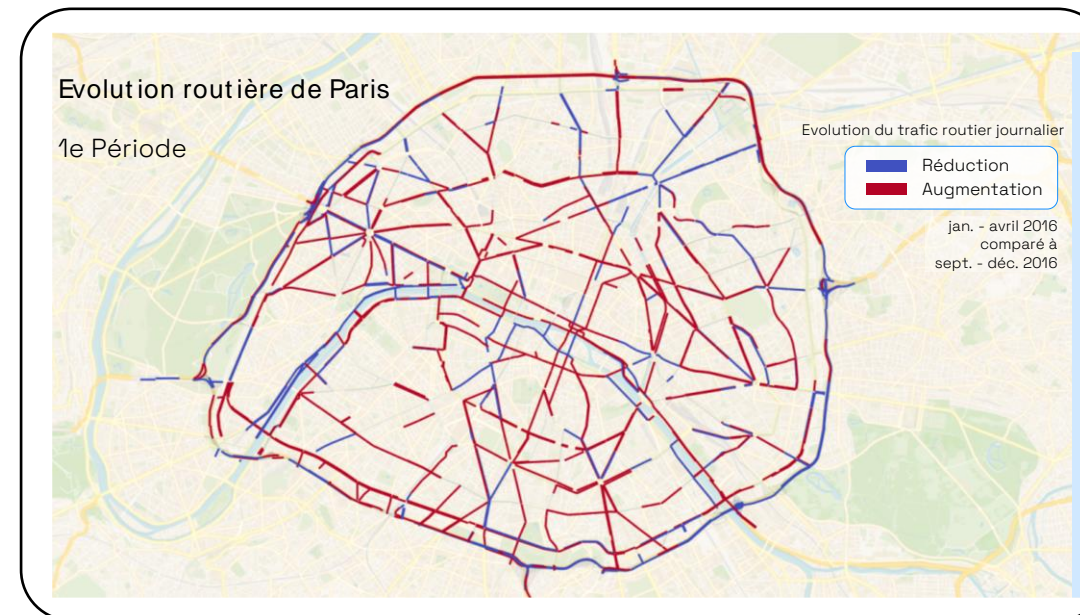 Evolution routière de Paris
1e Période
Evolution du trafic routier journalier
Réduction
Augmentation
jan. - avril 2016
comparé à
sept. - déc. 2016